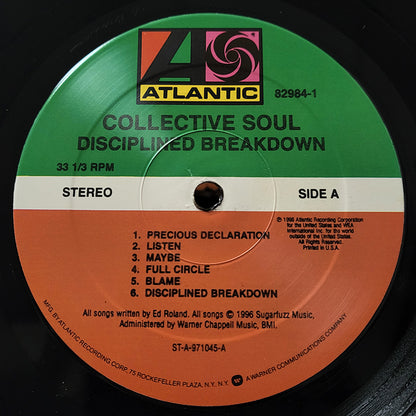 ATLANTIC
82984-1
COLLECTIVE SOUL
DISCIPLINED BREAKDOWN
33 1/3 RPM
STEREO
SIDE A
℗ 1996 Atlantic Recording Corporation
for the United States and WEA
International Inc. for the world
outside of the United States.
All Rights Reserved.
Printed in U.S.A.
1. PRECIOUS DECLARATION
2. LISTEN
3. MAYBE
4. FULL CIRCLE
5. BLAME
6. DISCIPLINED BREAKDOWN
All songs written by Ed Roland. All songs © 1996 Sugarfuzz Music,
Administered by Warner Chappell Music, BMI.
ST-A-971045-A
MFG. BY ATLANTIC RECORDING CORP. 75 ROCKEFELLER PLAZA, N.Y. N.Y. A WARNER COMMUNICATIONS COMPANY